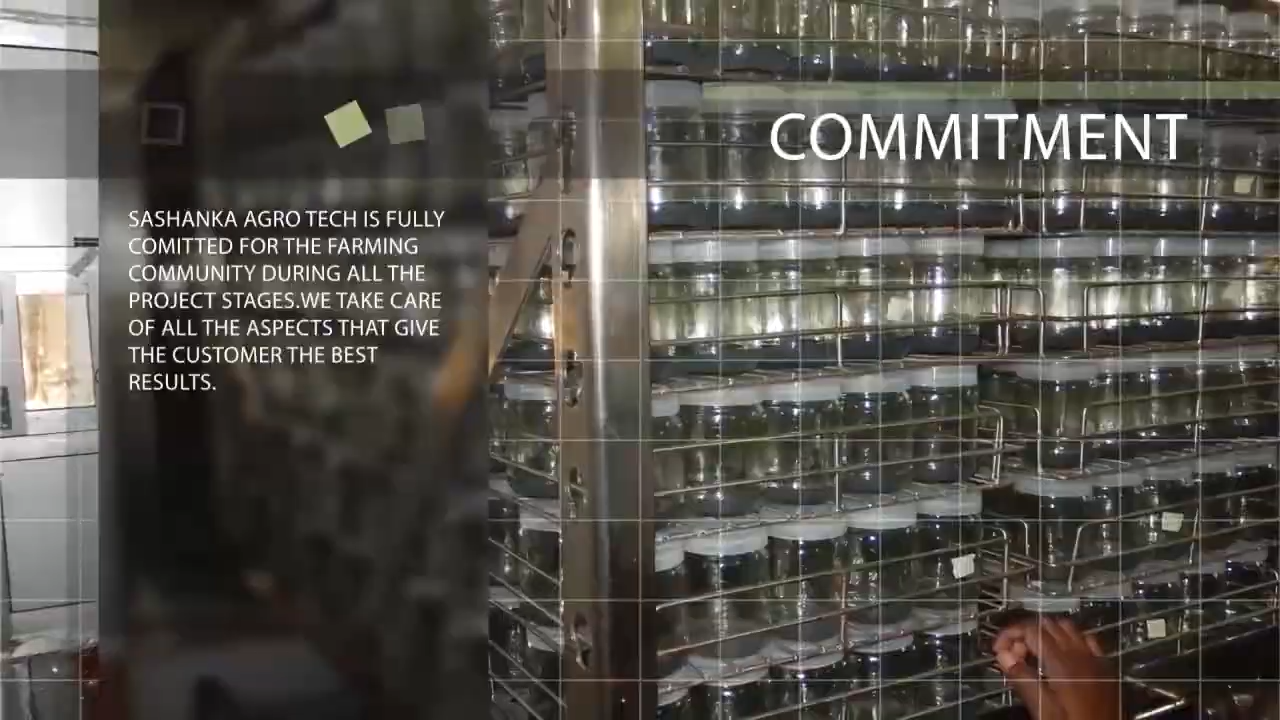 COMMITMENT
SASHANKA AGRO TECH IS FULLY
COMITTED FOR THE FARMING
COMMUNITY DURING ALL THE
PROJECT STAGES.WE TAKE CARE
OF ALL THE ASPECTS THAT GIVE
THE CUSTOMER THE BEST
RESULTS.